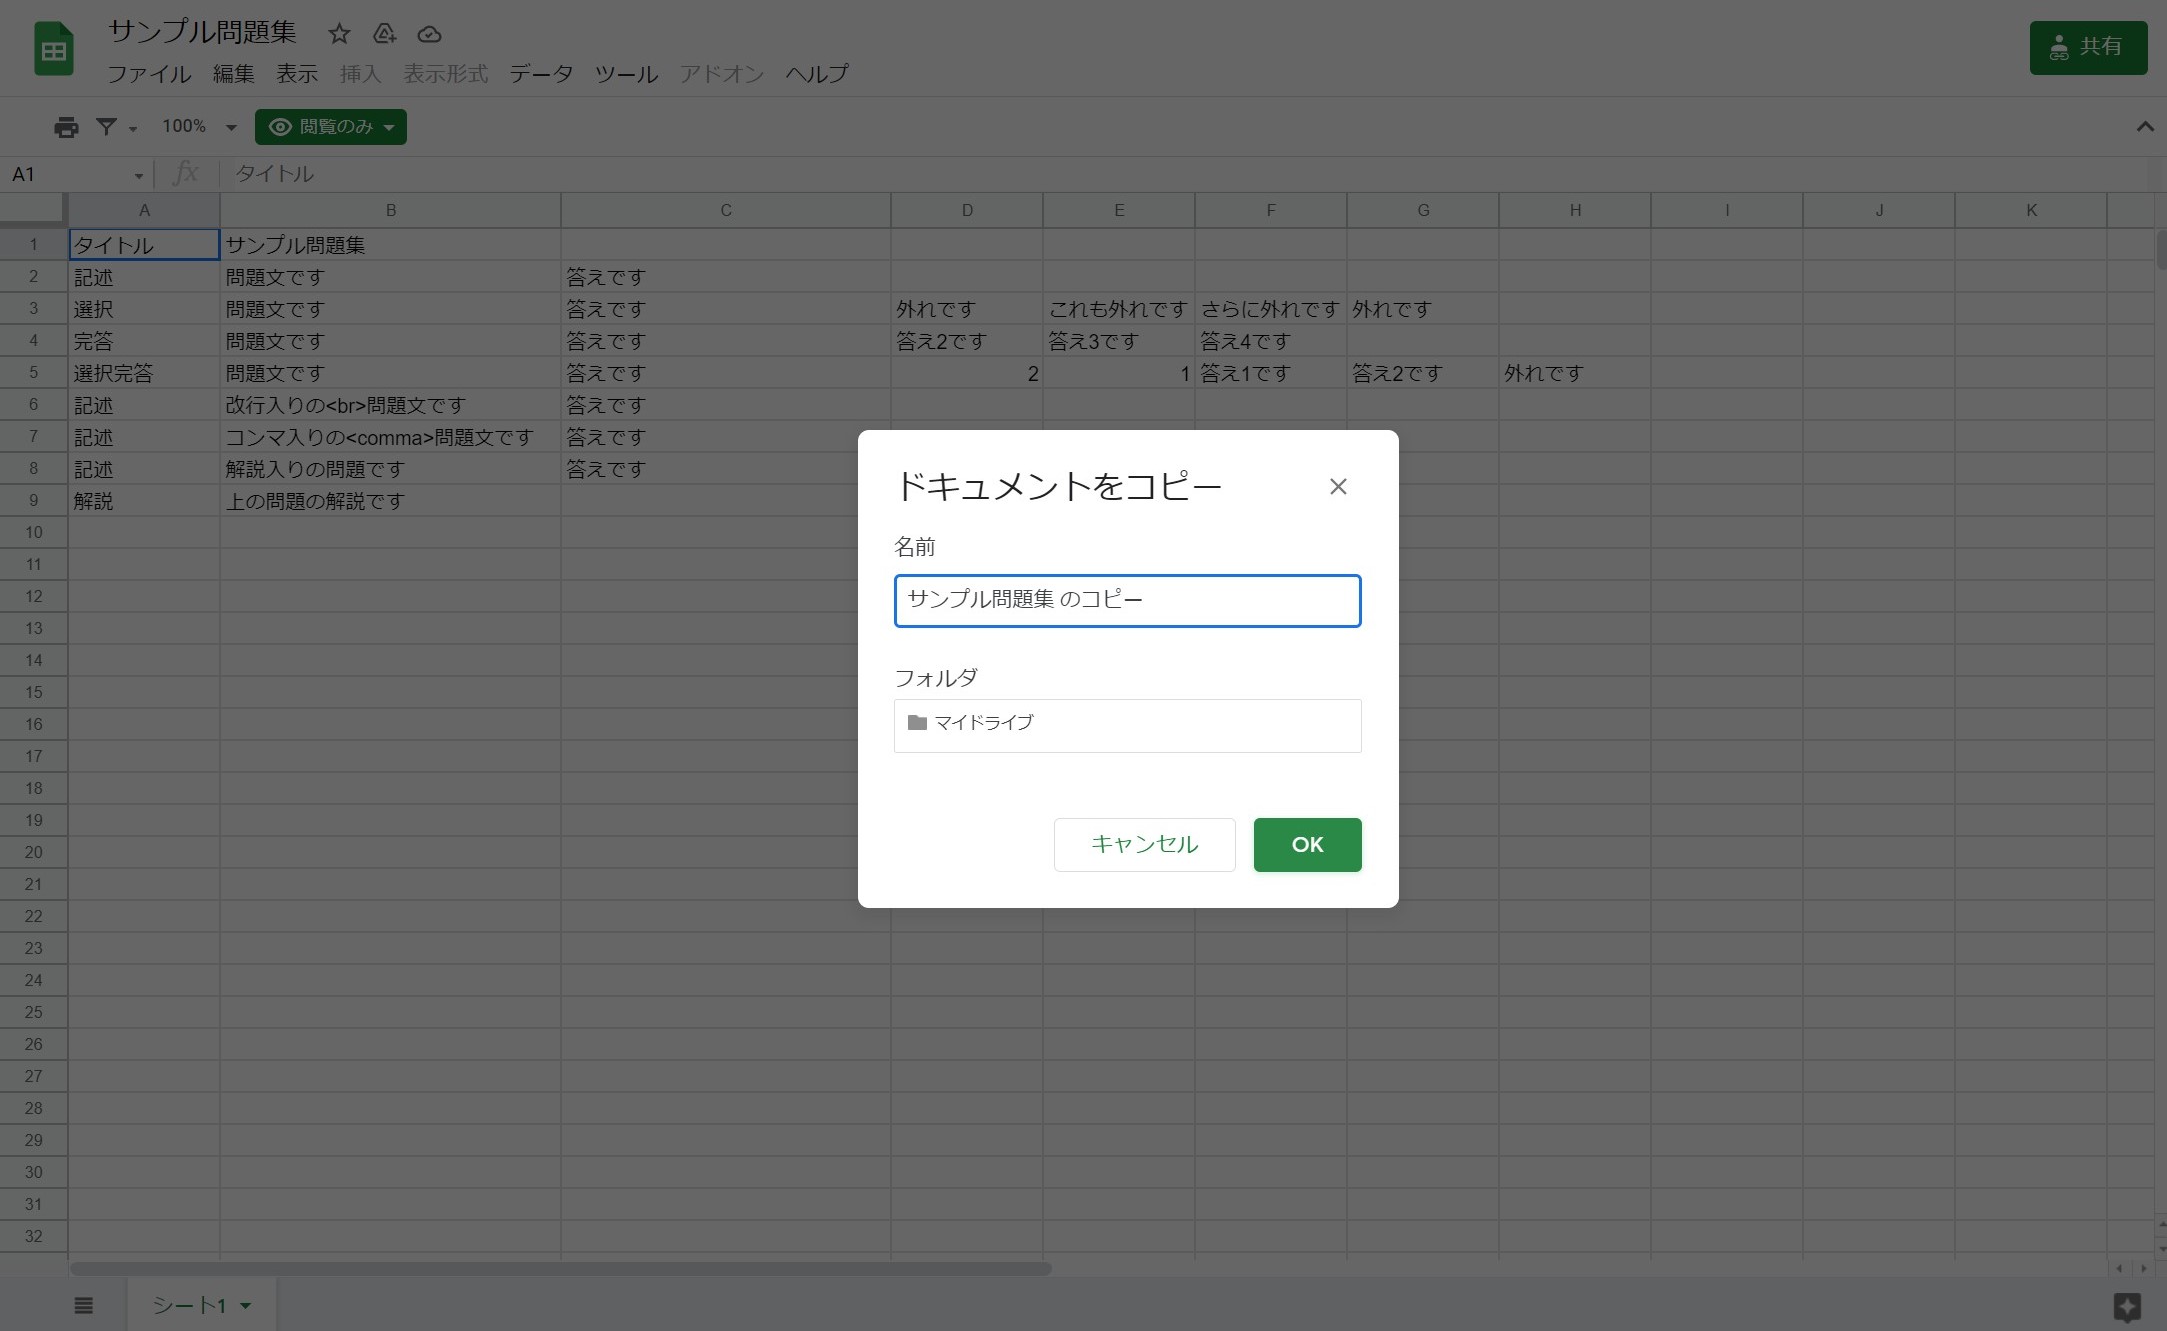 サンプル問題集
ファイル 編集 表示 挿入 表示形式 データ ツール アドオン ヘルプ
共有
100% 閲覧のみ
A1 fx タイトル
A B C D E F G H I J K
1 タイトル サンプル問題集
2 記述 問題文です 答えです
3 選択 問題文です 答えです 外れです これも外れです さらに外れです 外れです
4 完答 問題文です 答えです 答え2です 答え3です 答え4です
5 選択完答 問題文です 答えです 2 1 答え1です 答え2です 外れです
6 記述 改行入りの<br>問題文です 答えです
7 記述 コンマ入りの<comma>問題文です 答えです
8 記述 解説入りの問題です 答えです
9 解説 上の問題の解説です
10
11
12
13
14
15
16
17
18
19
20
21
22
23
24
25
26
27
28
29
30
31
32
ドキュメントをコピー
名前
サンプル問題集 のコピー
フォルダ
マイドライブ
キャンセル OK
シート1